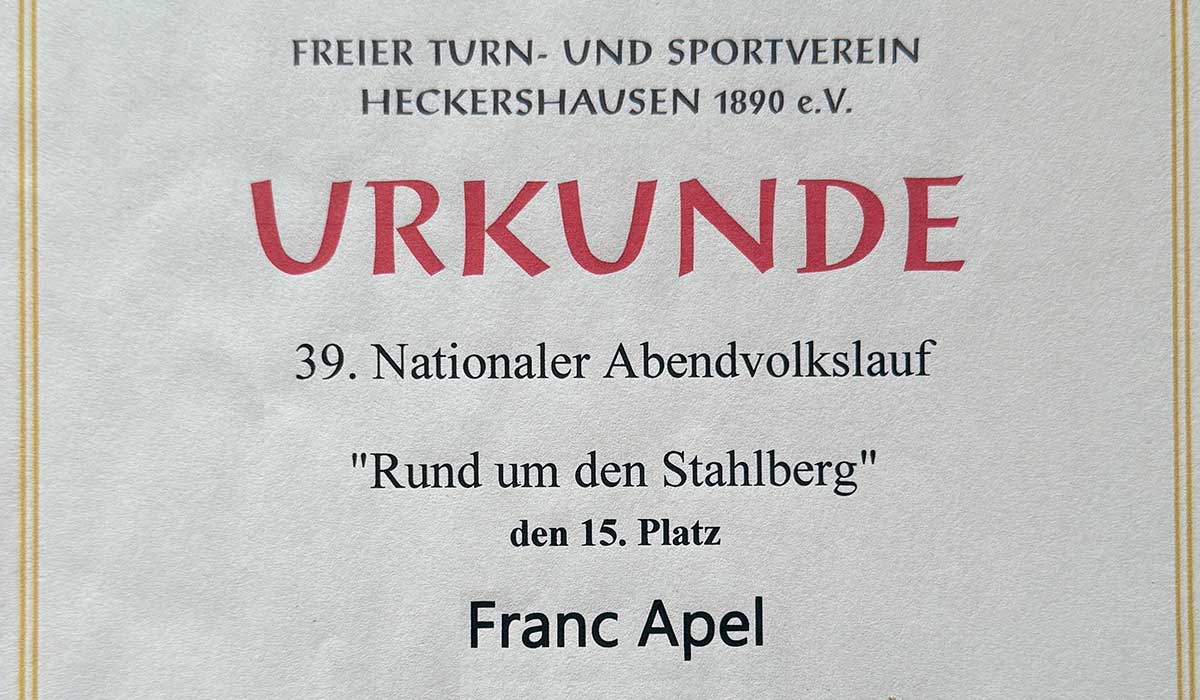 FREIER TURN- UND SPORTVEREIN
HECKERSHAUSEN 1890 e.V.
URKUNDE
39. Nationaler Abendvolkslauf
"Rund um den Stahlberg"
den 15. Platz
Franc Apel